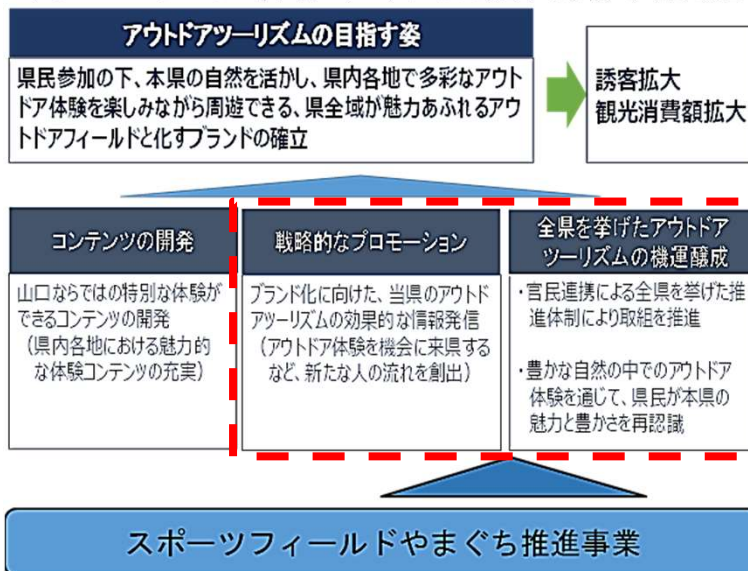 アウトドアツーリズムの目指す姿
県民参加の下、本県の自然を活かし、県内各地で多彩なアウト
ドア体験を楽しみながら周遊できる、県全域が魅力あふれるアウ
トドアフィールドと化すブランドの確立
誘客拡大
観光消費額拡大
コンテンツの開発
山口ならではの特別な体験が
できるコンテンツの開発
（県内各地における魅力的
な体験コンテンツの充実）
戦略的なプロモーション
ブランド化に向けた、当県のアウトド
アツーリズムの効果的な情報発信
（アウトドア体験を機会に来県する
など、新たな人の流れを創出）
全県を挙げたアウトドア
ツーリズムの機運醸成
・官民連携による全県を挙げた推
進体制により取組を推進
・豊かな自然の中でのアウトドア
体験を通じて、県民が本県の
魅力と豊かさを再認識
スポーツフィールドやまぐち推進事業